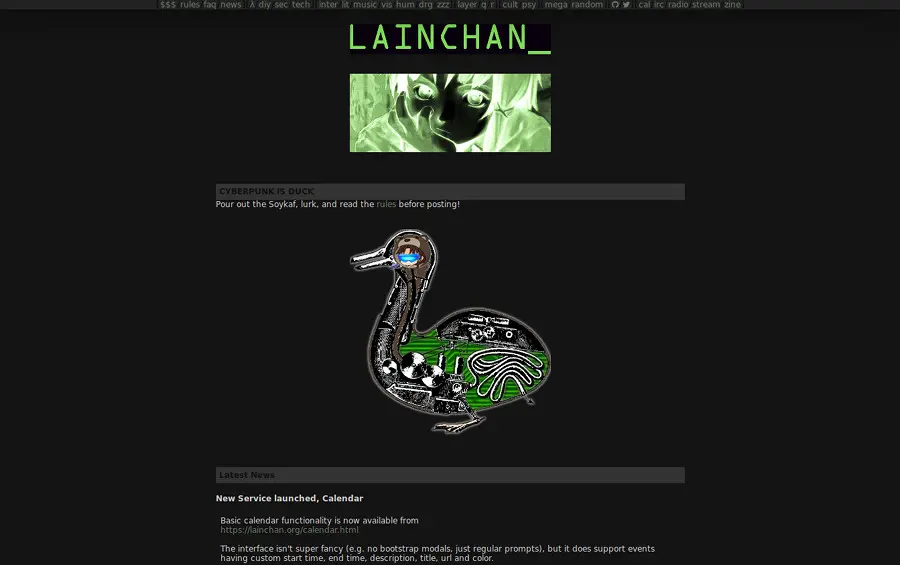 $$$ rules faq news λ diy sec tech inter lit music vis hum drg zzz layer q r cult psy mega random cal irc radio stream zine
LAINCHAN_
CYBERPUNK IS DUCK
Pour out the Soykaf, lurk, and read the rules before posting!
Latest News
New Service launched, Calendar
Basic calendar functionality is now available from
https://lainchan.org/calendar.html
The interface isn't super fancy (e.g. no bootstrap modals, just regular prompts), but it does support events
having custom start time, end time, description, title, url and color.